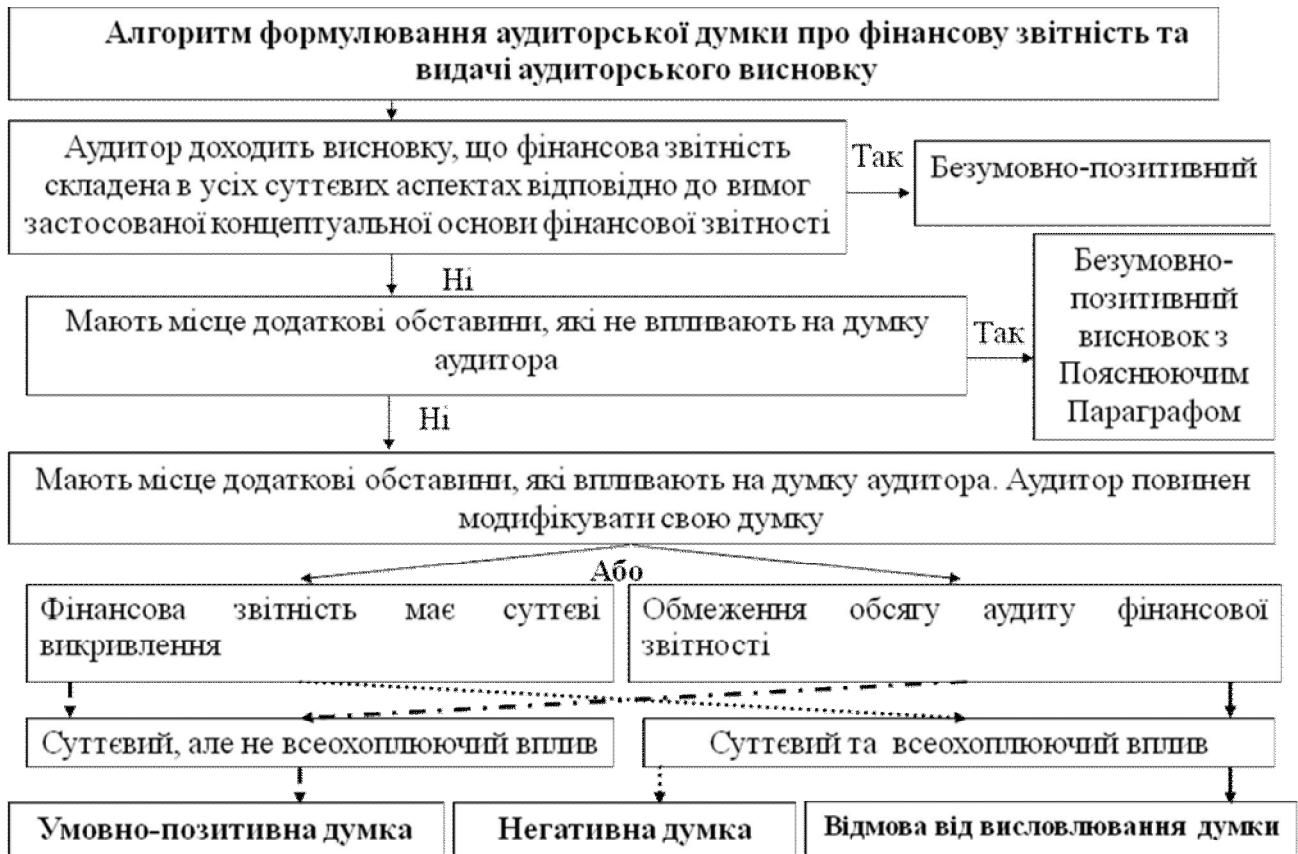 Алгоритм формулювання аудиторської думки про фінансову звітність та
видачі аудиторського висновку
Аудитор доходить висновку, що фінансова звітність
складена в усіх суттєвих аспектах відповідно до вимог
застосованої концептуальної основи фінансової звітності
Так
Безумовно-позитивний
Ні
Мають місце додаткові обставини, які не впливають на думку
аудитора
Так
Безумовно-
позитивний
висновок з
Пояснюючим
Параграфом
Ні
Мають місце додаткові обставини, які впливають на думку аудитора. Аудитор повинен
модифікувати свою думку
Або
Фінансова звітність має суттєві
викривлення
Обмеження обсягу аудиту фінансової
звітності
Суттєвий, але не всеохоплюючий вплив
Суттєвий та всеохоплюючий вплив
Умовно-позитивна думка
Негативна думка
Відмова від висловлювання думки